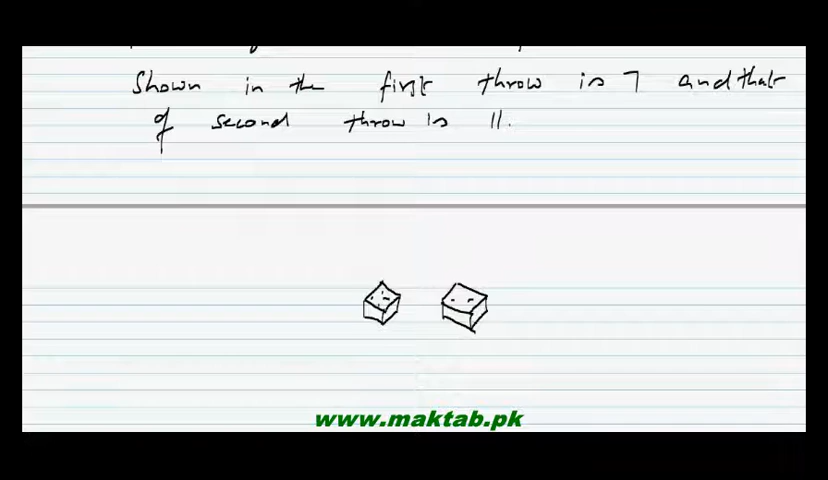 Shown in the first throw is 7 and that
of second throw is 11.
www.maktab.pk